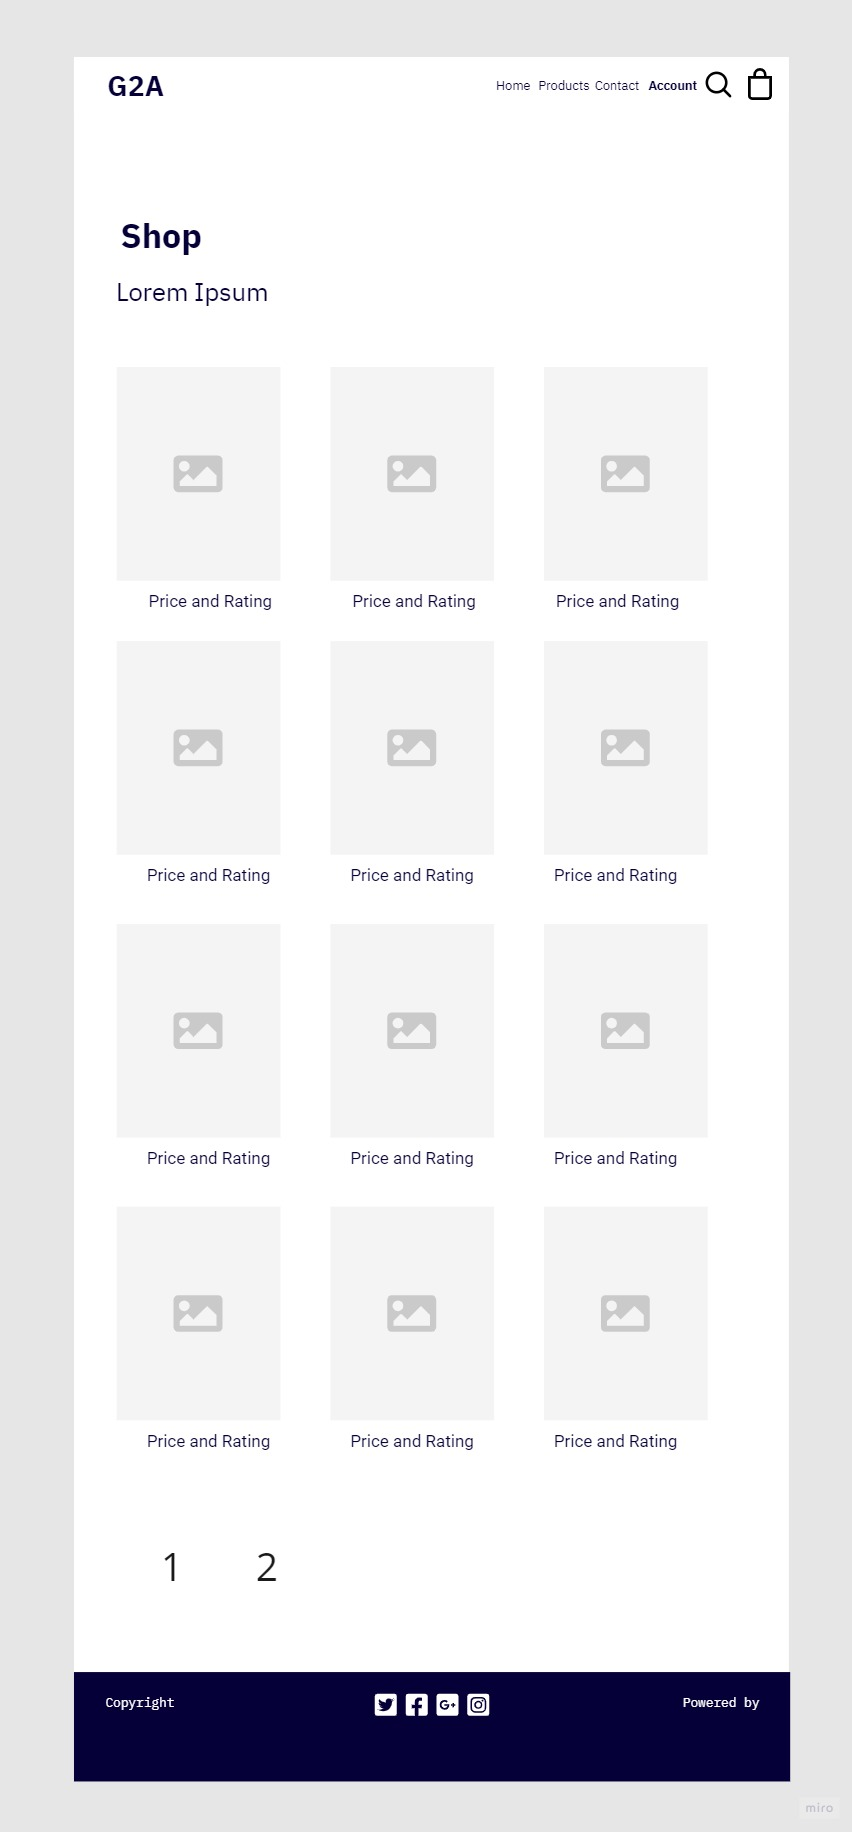 G2A
Home Products Contact Account
Shop
Lorem Ipsum
Price and Rating Price and Rating Price and Rating
Price and Rating Price and Rating Price and Rating
Price and Rating Price and Rating Price and Rating
Price and Rating Price and Rating Price and Rating
1 2
Copyright Powered by
miro